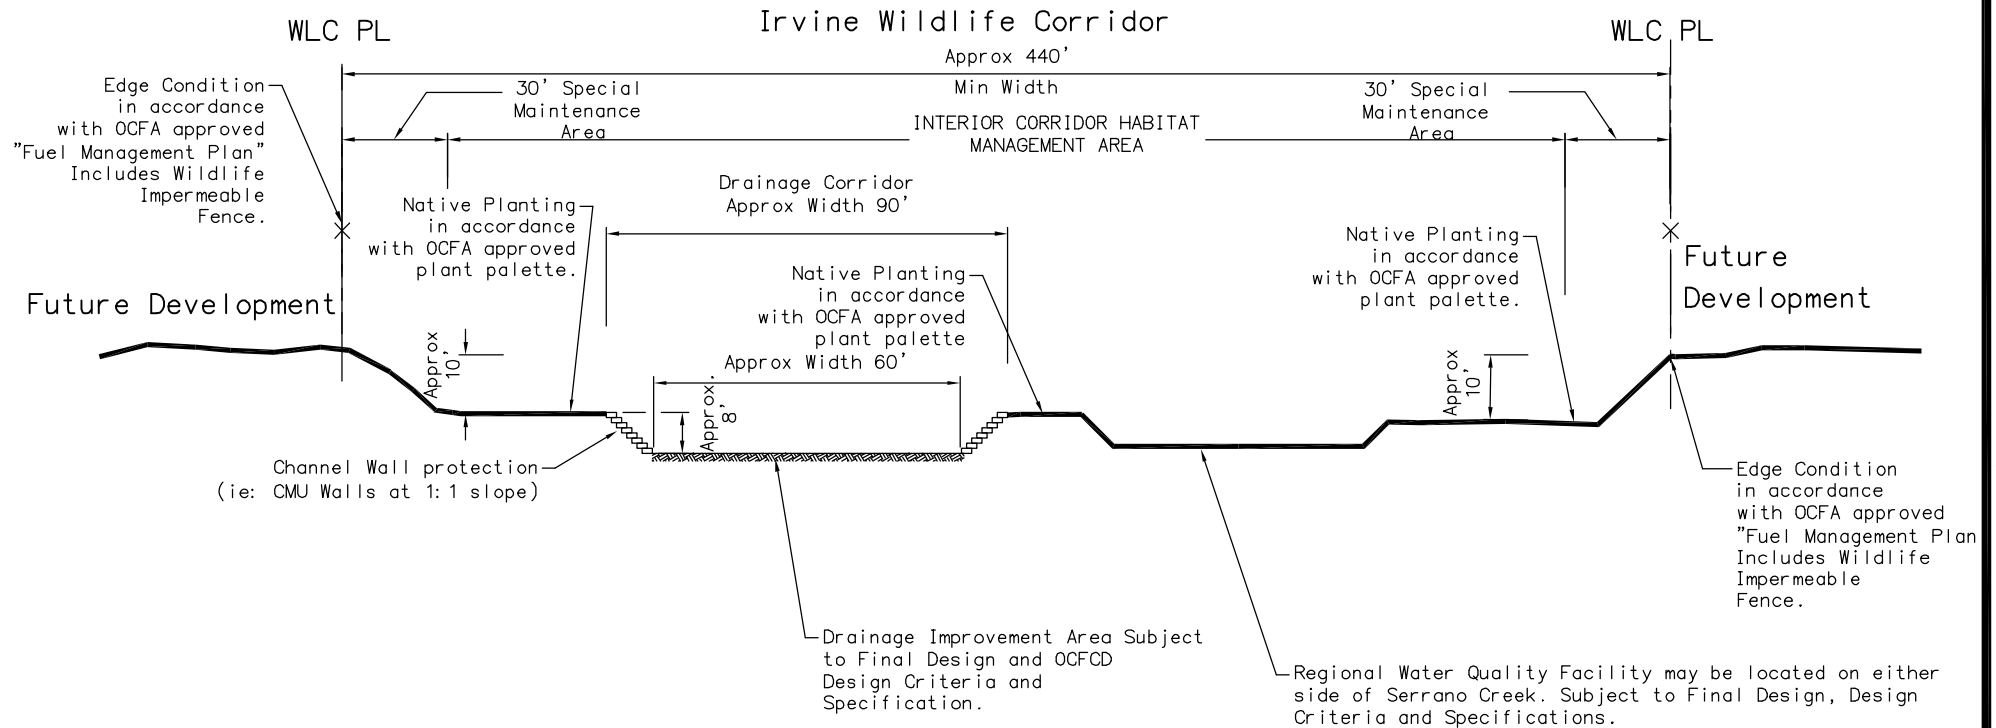 Irvine Wildlife Corridor
WLC PL
WLC PL
Approx 440'
Min Width
Edge Condition
in accordance
with OCFA approved
"Fuel Management Plan"
Includes Wildlife
Impermeable
Fence.
30' Special
Maintenance
Area
INTERIOR CORRIDOR HABITAT
MANAGEMENT AREA
30' Special
Maintenance
Area
Drainage Corridor
Approx Width 90'
Native Planting
in accordance
with OCFA approved
plant palette.
Native Planting
in accordance
with OCFA approved
plant palette
Approx Width 60'
Native Planting
in accordance
with OCFA approved
plant palette.
Future Development
Future
Development
Approx
10'
Approx.
8'
Approx
10'
Channel Wall protection
(ie: CMU Walls at 1:1 slope)
Edge Condition
in accordance
with OCFA approved
"Fuel Management Plan
Includes Wildlife
Impermeable
Fence.
Drainage Improvement Area Subject
to Final Design and OCFCD
Design Criteria and
Specification.
Regional Water Quality Facility may be located on either
side of Serrano Creek. Subject to Final Design, Design
Criteria and Specifications.